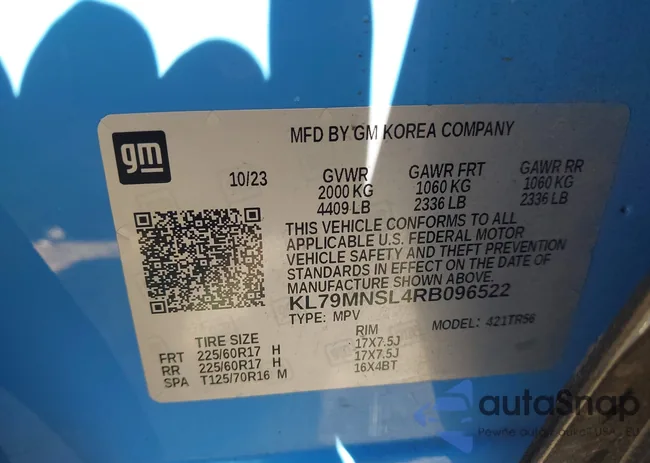 gm
MFD BY GM KOREA COMPANY
10/23 GVWR GAWR FRT GAWR RR
2000 KG 1060 KG 1060 KG
4409 LB 2336 LB 2336 LB
THIS VEHICLE CONFORMS TO ALL
APPLICABLE U.S. FEDERAL MOTOR
VEHICLE SAFETY AND THEFT PREVENTION
STANDARDS IN EFFECT ON THE DATE OF
MANUFACTURE SHOWN ABOVE.
KL79MNSL4RB096522
TYPE: MPV MODEL: 421TR56
TIRE SIZE RIM
FRT 225/60R17 H 17X7.5J
RR 225/60R17 H 17X7.5J
SPA T125/70R16 M 16X4BT
autoSnap